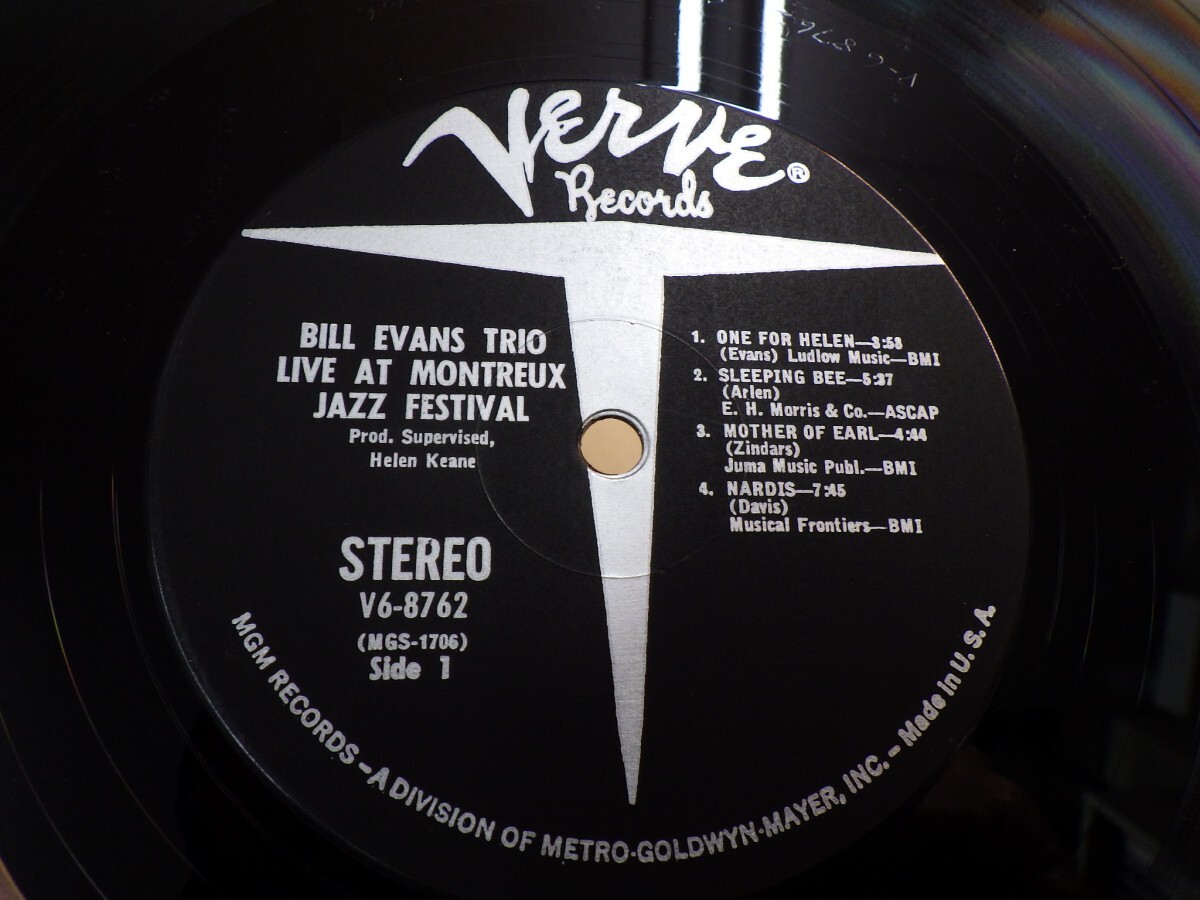 VERVE®
Records
BILL EVANS TRIO
LIVE AT MONTREUX
JAZZ FESTIVAL
Prod. Supervised,
Helen Keane
STEREO
V6-8762
(MGS-1706)
Side 1
1. ONE FOR HELEN—3:53
(Evans) Ludlow Music—BMI
2. SLEEPING BEE—5:37
(Arlen)
E. H. Morris & Co.—ASCAP
3. MOTHER OF EARL—4:44
(Zindars)
Juma Music Publ.—BMI
4. NARDIS—7:45
(Davis)
Musical Frontiers—BMI
MGM RECORDS – A DIVISION OF METRO-GOLDWYN-MAYER, INC. – Made in U.S.A.